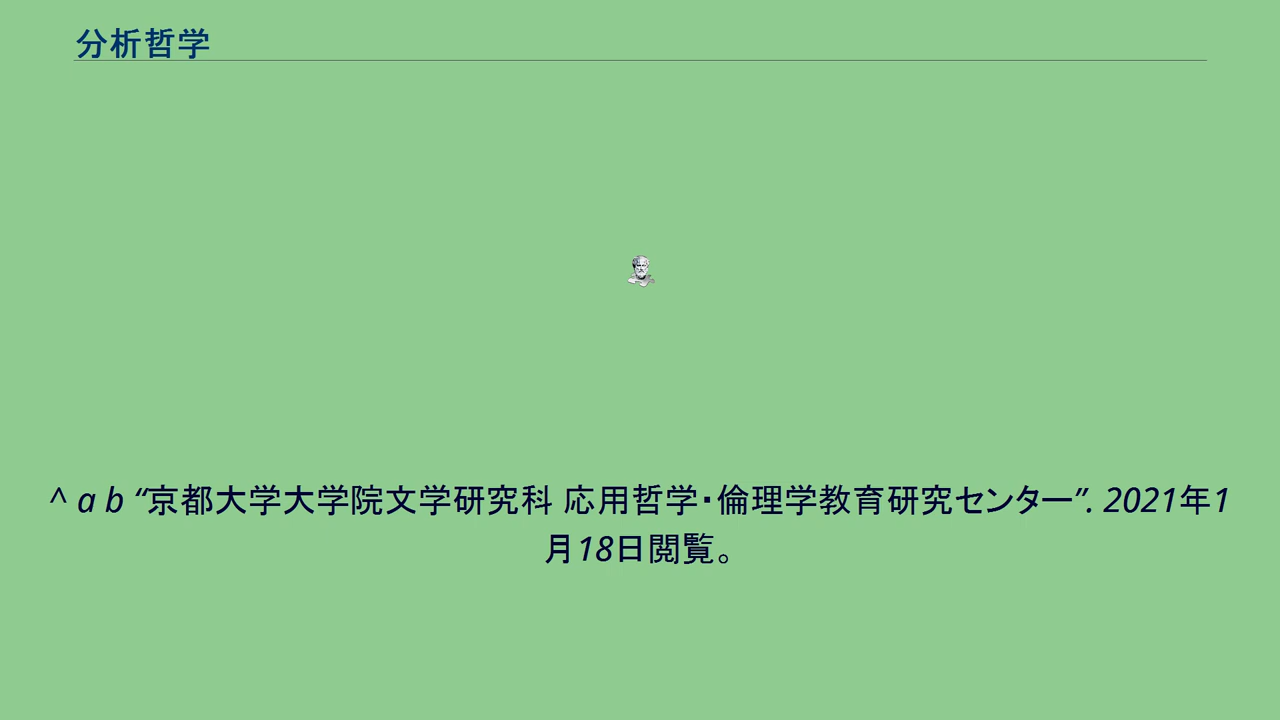 分析哲学
^ a b “京都大学大学院文学研究科 応用哲学・倫理学教育研究センター”. 2021年1
月18日閲覧。